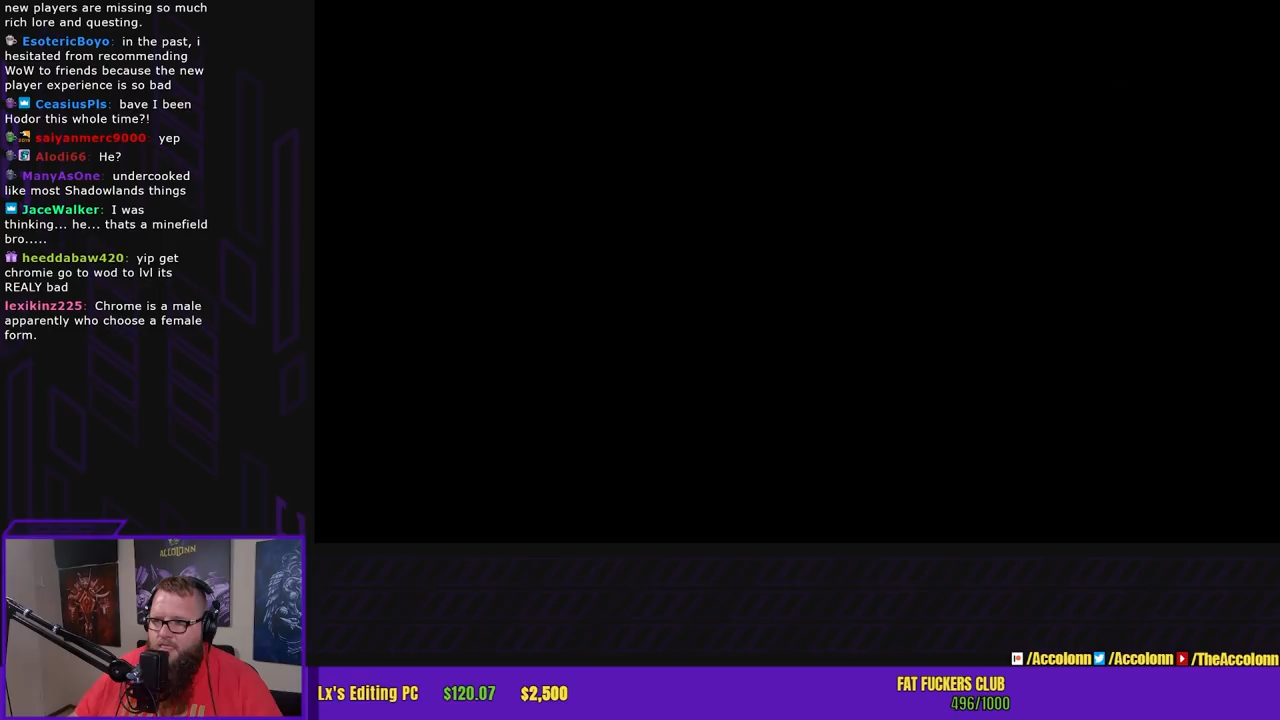 new players are missing so much
rich lore and questing.
EsotericBoyo: in the past, i
hesitated from recommending
WoW to friends because the new
player experience is so bad
CeasiusPls: bave I been
Hodor this whole time?!
saiyanmerc9000: yep
Alodi66: He?
ManyAsOne: undercooked
like most Shadowlands things
JaceWalker: I was
thinking... he... thats a minefield
bro.....
heeddabaw420: yip get
chromie go to wod to lvl its
REALY bad
lexikinz225: Chrome is a male
apparently who choose a female
form.
ACCOLONN
/Accolonn /Accolonn /TheAccolonn
Lx's Editing PC $120.07 $2,500
FAT FUCKERS CLUB
496/1000